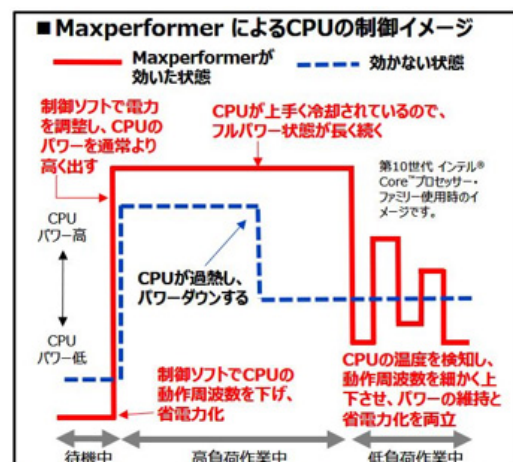 ■Maxperformer によるCPUの制御イメージ
Maxperformerが
効いた状態
効かない状態
制御ソフトで電力
を調整し、CPUの
パワーを通常より
高く出す
CPUが上手く冷却されているので、
フルパワー状態が長く続く
第10世代 インテル®
Core™プロセッサー・
ファミリー使用時のイ
メージです。
CPU
パワー高
CPUが過熱し、
パワーダウンする
CPU
パワー低
制御ソフトでCPUの
動作周波数を下げ、
省電力化
CPUの温度を検知し、
動作周波数を細かく上
下させ、パワーの維持と
省電力化を両立
待機中
高負荷作業中
低負荷作業中